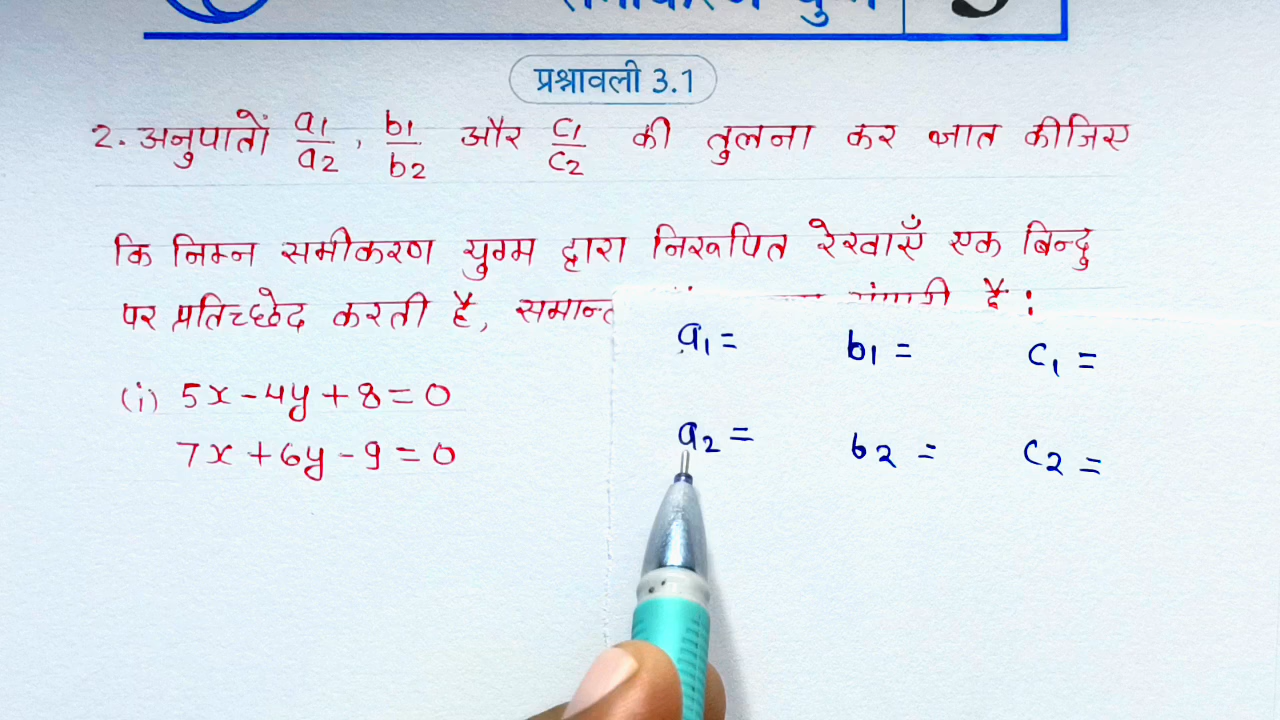 प्रश्नावली 3.1
2. अनुपातों a1/a2, b1/b2 और c1/c2 की तुलना कर ज्ञात कीजिए
कि निम्न समीकरण युग्म द्वारा निरूपित रेखाएँ एक बिन्दु
पर प्रतिच्छेद करती है, है :
(i) 5x-4y+8=0
7x+6y-9=0
a1= b1= c1=
a2= b2= c2=